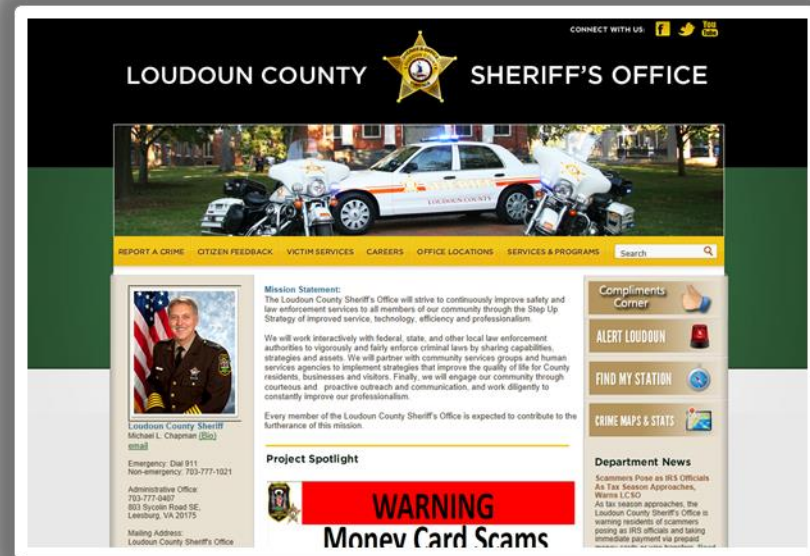 CONNECT WITH US:
You
Tube
LOUDOUN COUNTY SHERIFF'S OFFICE
LOUDOUN COUNTY
REPORT A CRIME CITIZEN FEEDBACK VICTIM SERVICES CAREERS OFFICE LOCATIONS SERVICES & PROGRAMS Search
Loudoun County Sheriff
Michael L. Chapman (Bio)
email
Emergency: Dial 911
Non-emergency: 703-777-1021
Administrative Office:
703-777-0407
803 Sycolin Road SE,
Leesburg, VA 20175
Mailing Address:
Loudoun County Sheriff's Office
Mission Statement:
The Loudoun County Sheriff's Office will strive to continuously improve safety and
law enforcement services to all members of our community through the Step Up
Strategy of improved service, technology, efficiency and professionalism.
We will work interactively with federal, state, and other local law enforcement
authorities to vigorously and fairly enforce criminal laws by sharing capabilities,
strategies and assets. We will partner with community services groups and human
services agencies to implement strategies that improve the quality of life for County
residents, businesses and visitors. Finally, we will engage our community through
courteous and proactive outreach and communication, and work diligently to
constantly improve our professionalism.
Every member of the Loudoun County Sheriff's Office is expected to contribute to the
furtherance of this mission.
Project Spotlight
WARNING
Money Card Scams
Compliments
Corner
ALERT LOUDOUN
FIND MY STATION
CRIME MAPS & STATS
Department News
Scammers Pose as IRS Officials
As Tax Season Approaches,
Warns LCSO
As tax season approaches, the
Loudoun County Sheriff's Office is
warning residents of scammers
posing as IRS officials and taking
immediate payment via prepaid